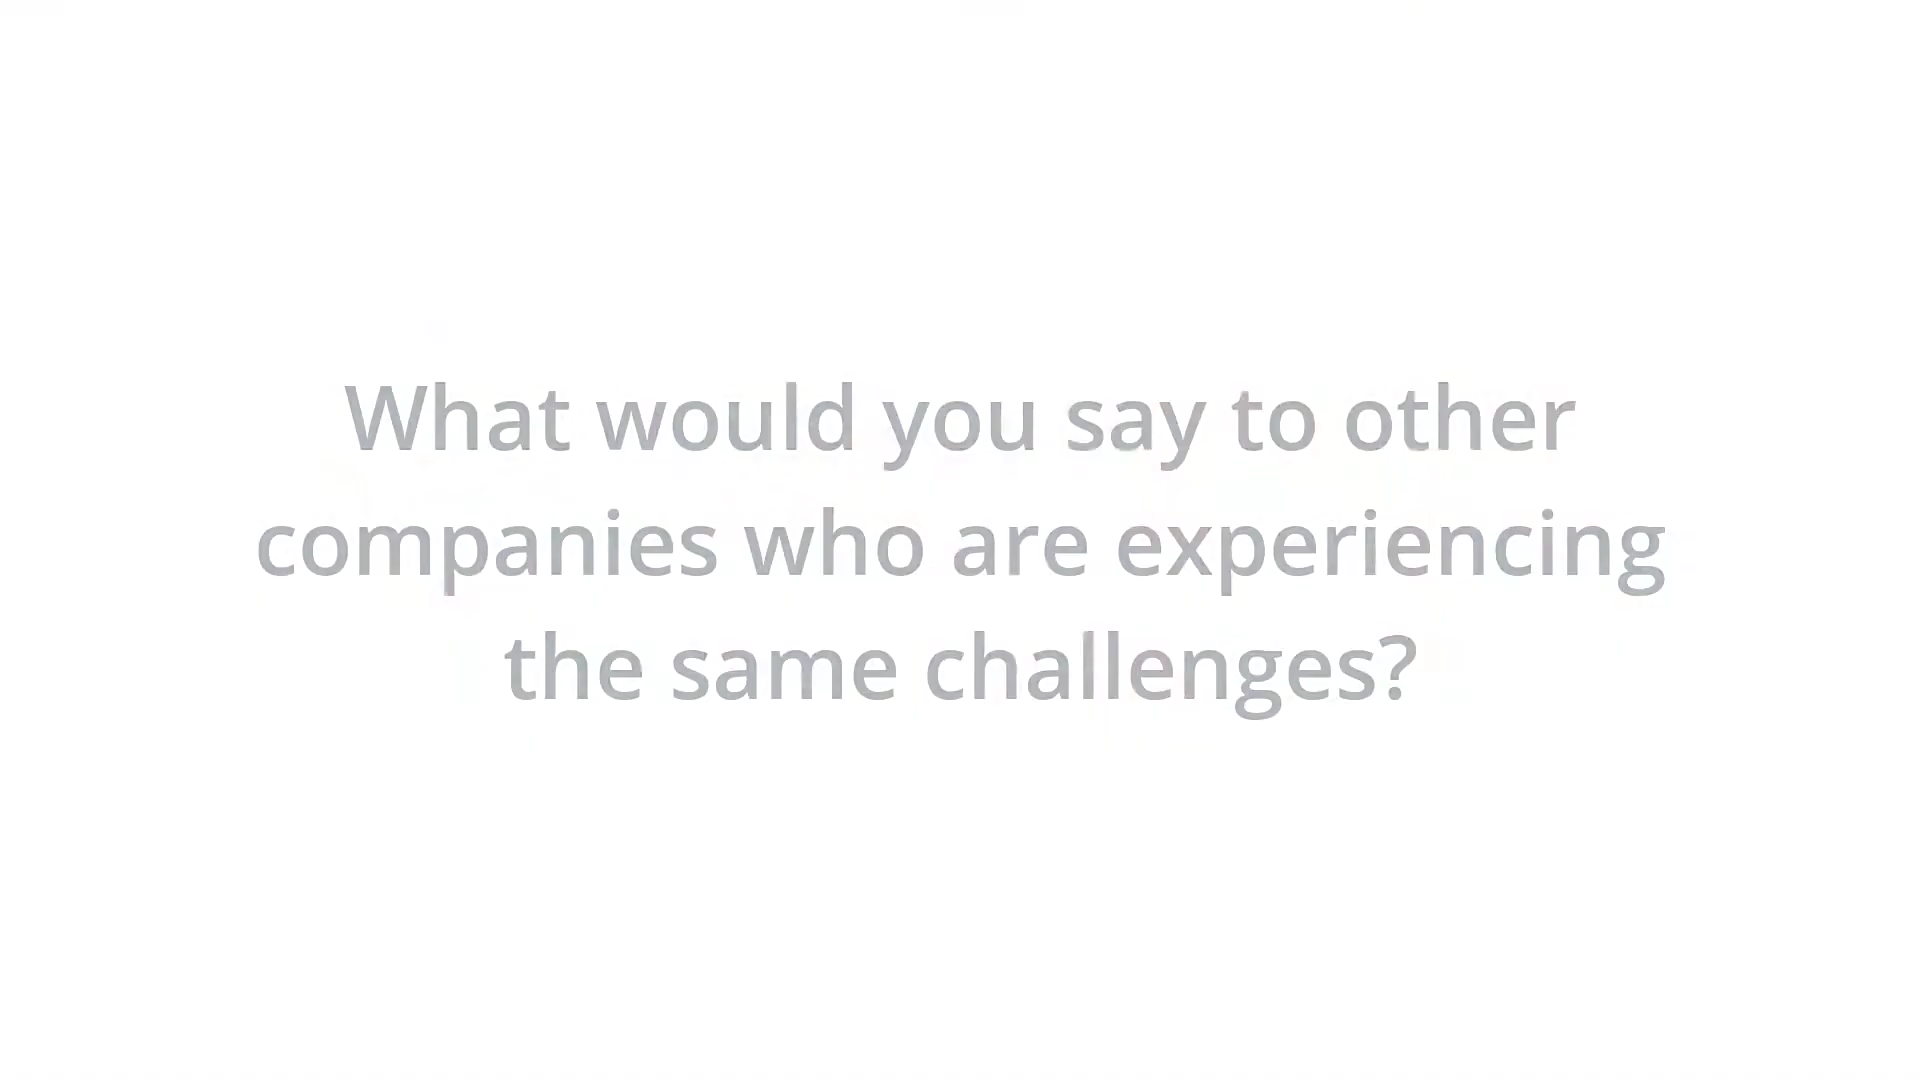 What would you say to other
companies who are experiencing
the same challenges?